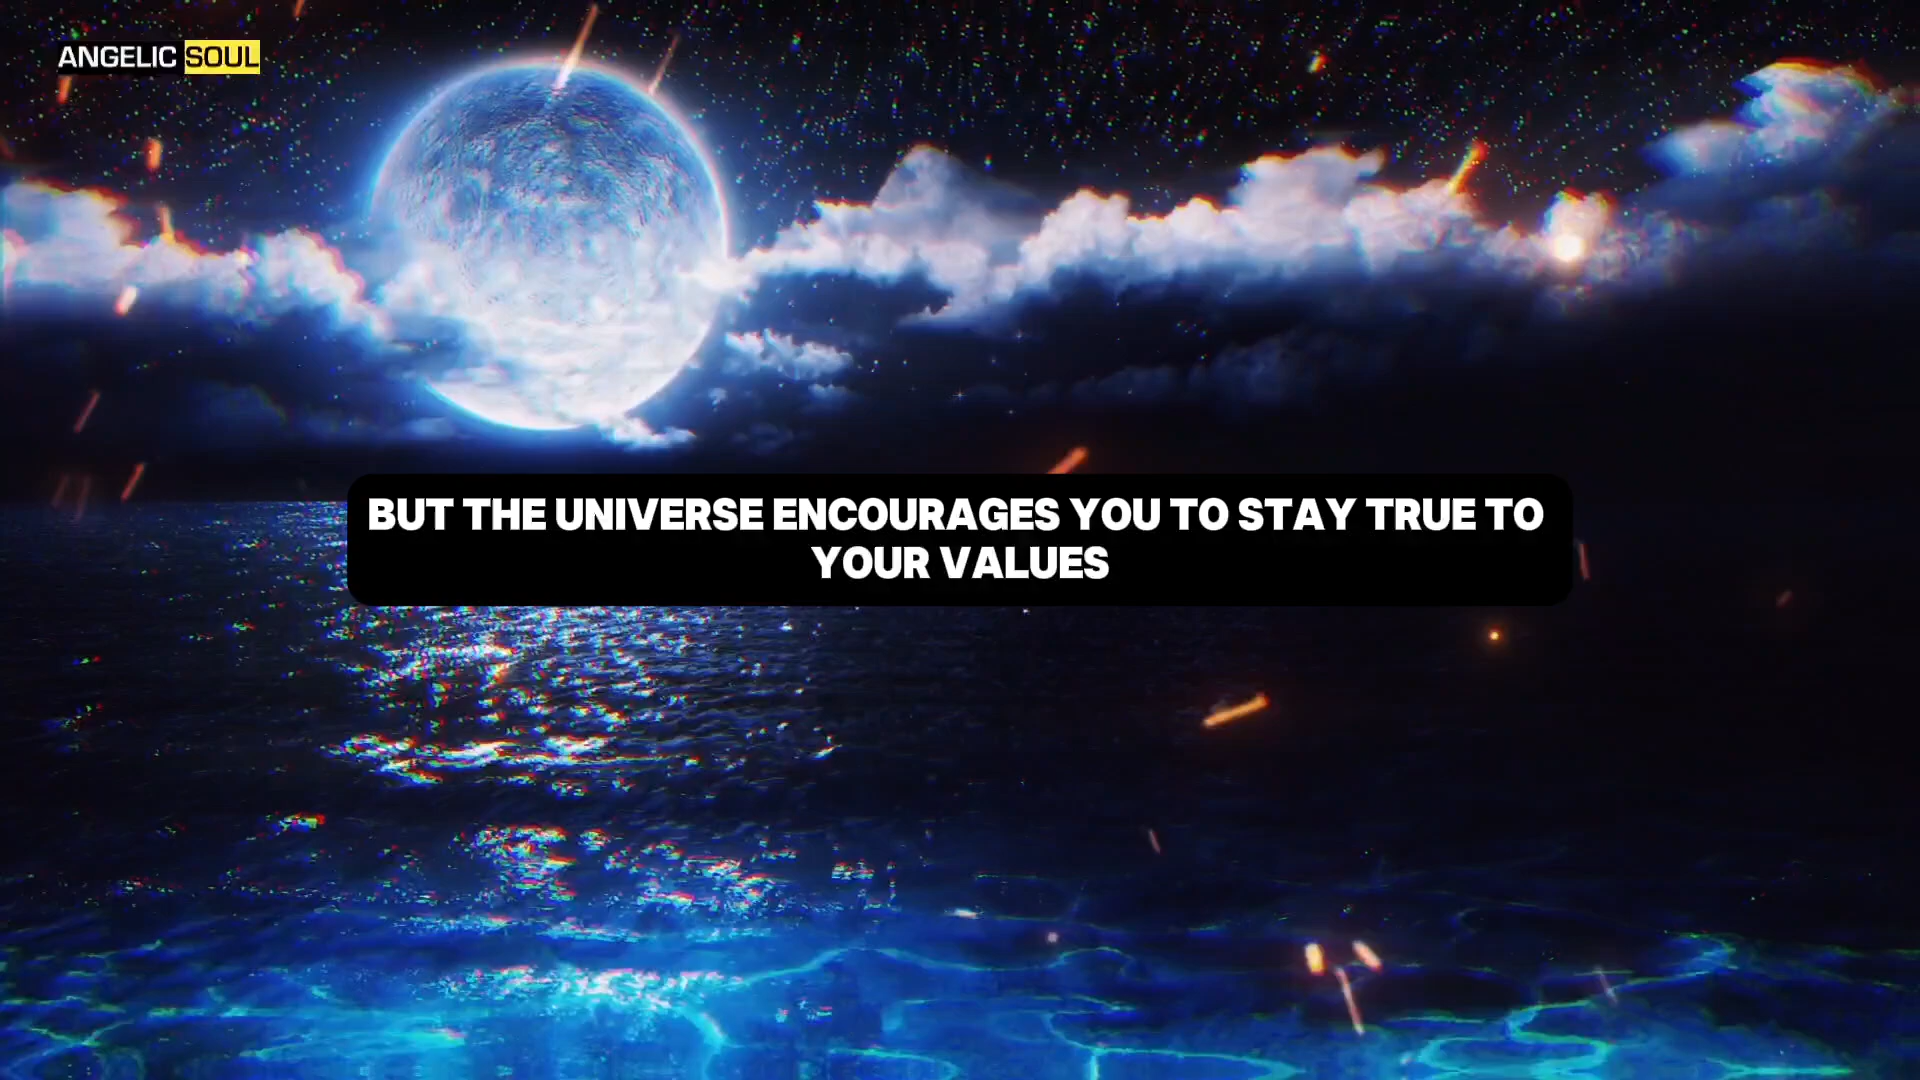 ANGELIC SOUL
BUT THE UNIVERSE ENCOURAGES YOU TO STAY TRUE TO
YOUR VALUES